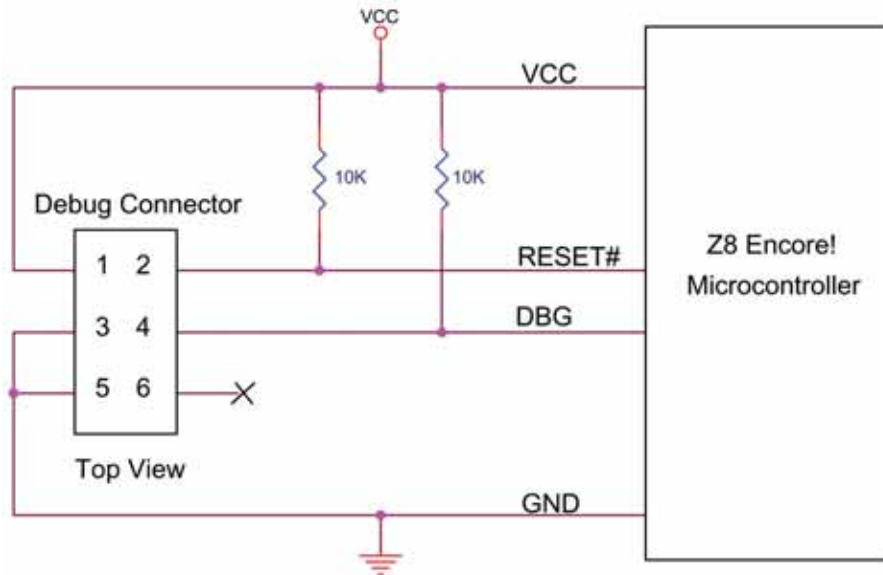 VCC
VCC
10K 10K
Debug Connector
1 2
RESET#
Z8 Encore!
Microcontroller
3 4
DBG
5 6
Top View
GND